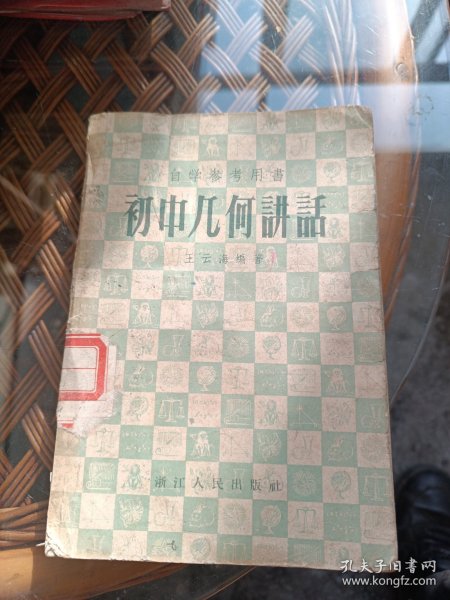 自学参考用書
初中几何講話
王云海編著
浙江人民出版社
孔夫子旧书网
www.kongfz.com